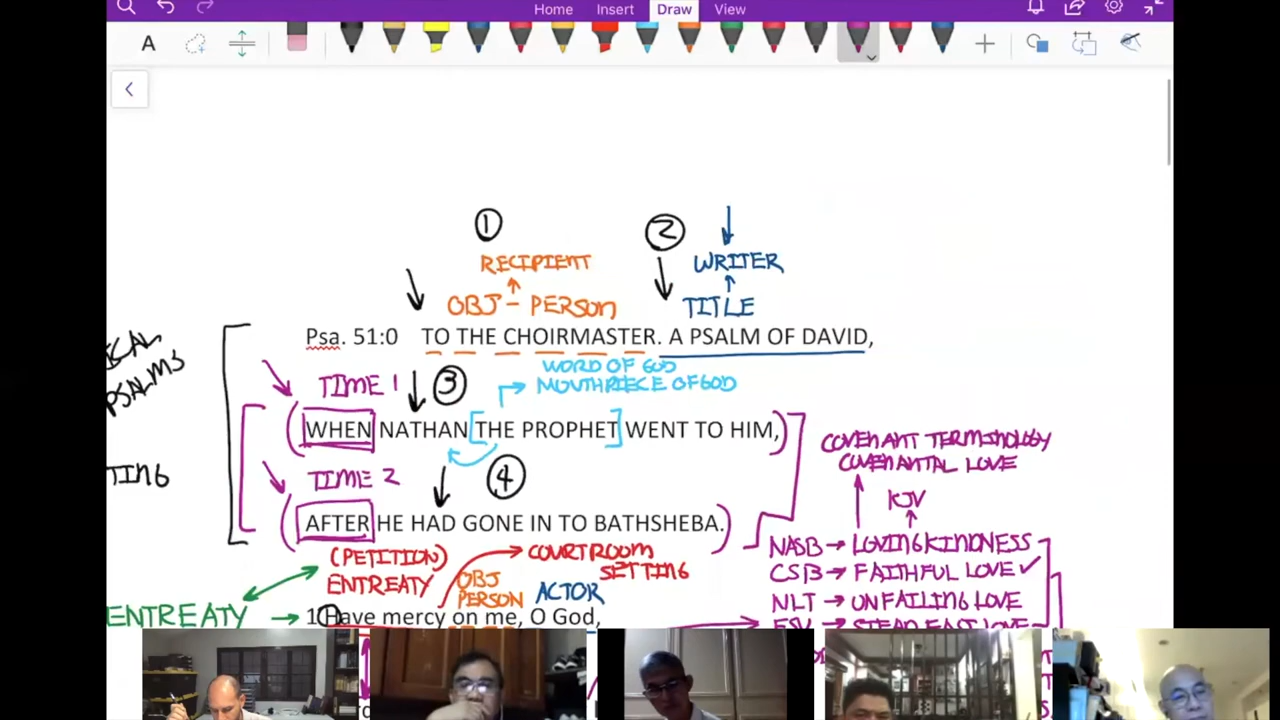 Home Insert Draw View
A
1 2
RECIPIENT WRITER
OBJ - PERSON TITLE
Psa. 51:0 TO THE CHOIRMASTER. A PSALM OF DAVID,
PSALMS
TIME 1 3 WORD OF GOD
MOUTHPIECE OF GOD
(WHEN NATHAN [THE PROPHET] WENT TO HIM,)
COVENANT TERMINOLOGY
COVENANTAL LOVE
TIME 2 4
KJV
(AFTER HE HAD GONE IN TO BATHSHEBA.)
NASB → LOVINGKINDNESS
(PETITION) COURTROOM
SETTING
CSB → FAITHFUL LOVE ✓
ENTREATY OBJ ACTOR
PERSON
NLT → UNFAILING LOVE
ENTREATY → 1 Have mercy on me, O God,
ESV → STEADFAST LOVE